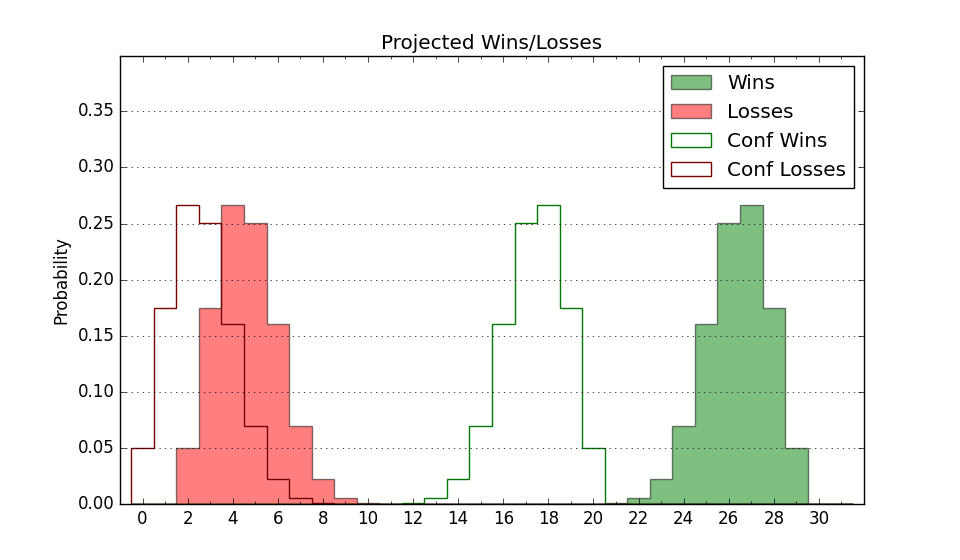 Projected Wins/Losses
Wins
Losses
Conf Wins
Conf Losses
Probability
0.35
0.30
0.25
0.20
0.15
0.10
0.05
0.00
0 2 4 6 8 10 12 14 16 18 20 22 24 26 28 30